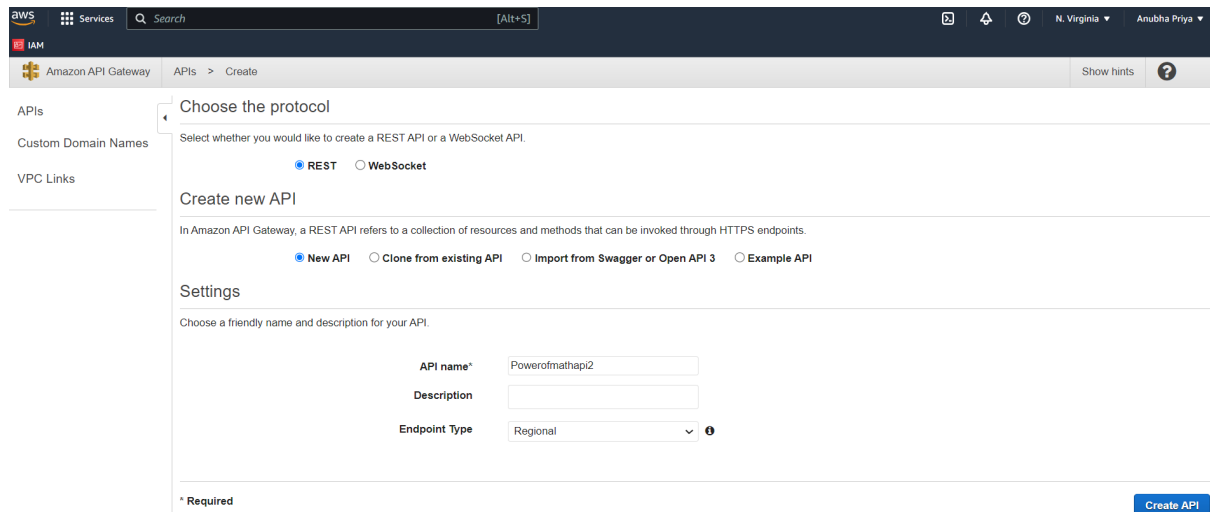 aws Services Search [Alt+S] N. Virginia Anubha Priya
IAM
Amazon API Gateway APIs > Create Show hints ?
APIs
Custom Domain Names
VPC Links
Choose the protocol
Select whether you would like to create a REST API or a WebSocket API.
REST WebSocket
Create new API
In Amazon API Gateway, a REST API refers to a collection of resources and methods that can be invoked through HTTPS endpoints.
New API Clone from existing API Import from Swagger or Open API 3 Example API
Settings
Choose a friendly name and description for your API.
API name* Powerofmathapi2
Description
Endpoint Type Regional
* Required
Create API